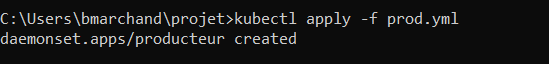 C:\Users\bmarchand\projet>kubectl apply -f prod.yml
daemonset.apps/producteur created